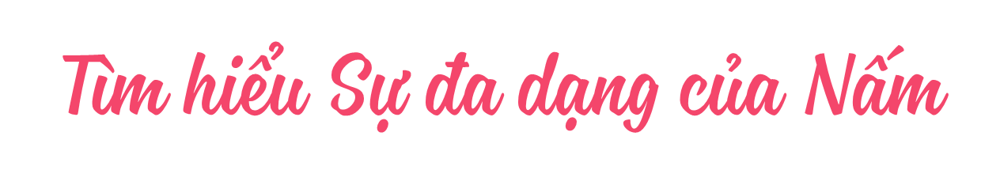 Tìm hiểu Sự đa dạng của Nấm